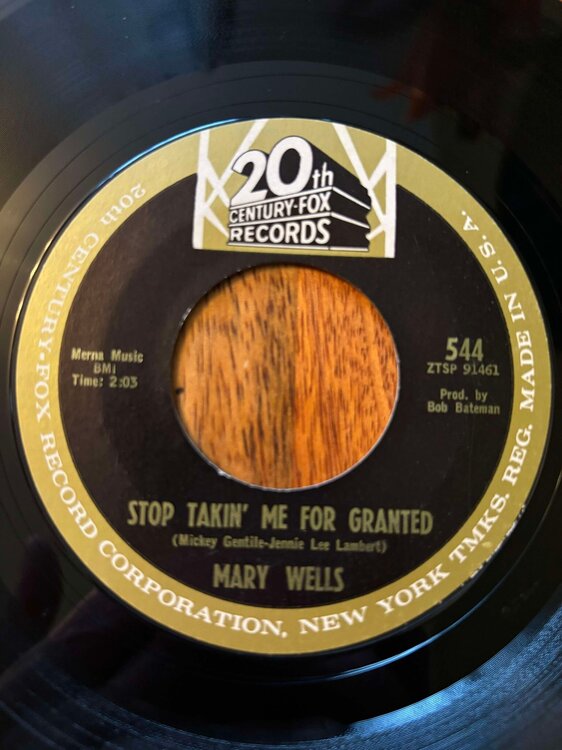 20th
CENTURY-FOX
RECORDS
20th CENTURY-FOX RECORD CORPORATION, NEW YORK TMKS. REG. MADE IN U.S.A.
Merna Music
BMI
Time: 2:03
544
ZTSP 91461
Prod. by
Bob Bateman
STOP TAKIN' ME FOR GRANTED
(Mickey Gentile-Jennie Lee Lambert)
MARY WELLS